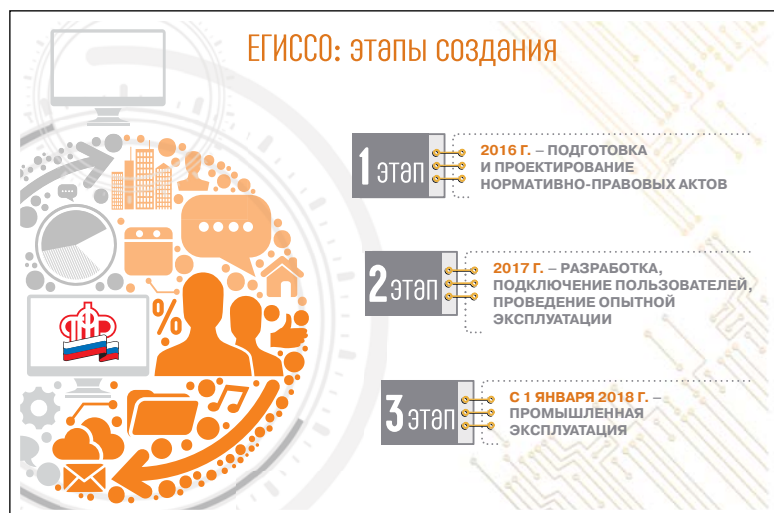 ЕГИССО: этапы создания
1 этап
2016 Г. – ПОДГОТОВКА
И ПРОЕКТИРОВАНИЕ
НОРМАТИВНО-ПРАВОВЫХ АКТОВ
2 этап
2017 Г. – РАЗРАБОТКА,
ПОДКЛЮЧЕНИЕ ПОЛЬЗОВАТЕЛЕЙ,
ПРОВЕДЕНИЕ ОПЫТНОЙ
ЭКСПЛУАТАЦИИ
%
3 этап
С 1 ЯНВАРЯ 2018 Г. –
ПРОМЫШЛЕННАЯ
ЭКСПЛУАТАЦИЯ